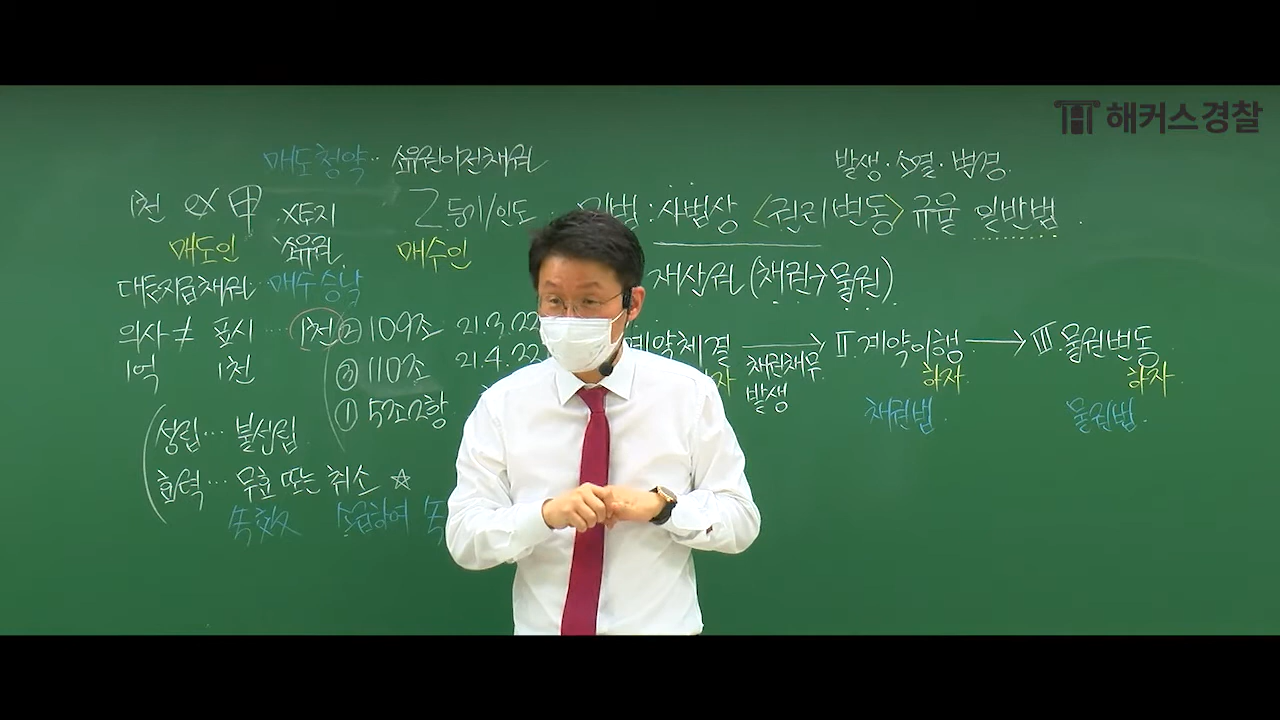 해커스경찰
매도청약·· 소유권이전채권
발생·소멸·변경
1천 甲 X토지 乙 등기/인도
민법 : 사법상 <권리변동> 규율 일반법
매도인 소유권 매수인
재산권 (채권→물권)
대금지급채권·· 매수승낙
의사 ≠ 표시 ··· 1천 ② 109조 21.3.22
계약체결 → Ⅱ.계약이행 → Ⅲ.물권변동
채권채무 발생
하자 하자
1억 1천 ③ 110조 21.4.22
① 5조2항
채권법 물권법
성립··· 불성립
효력··· 무효 또는 취소 ☆
소급하여